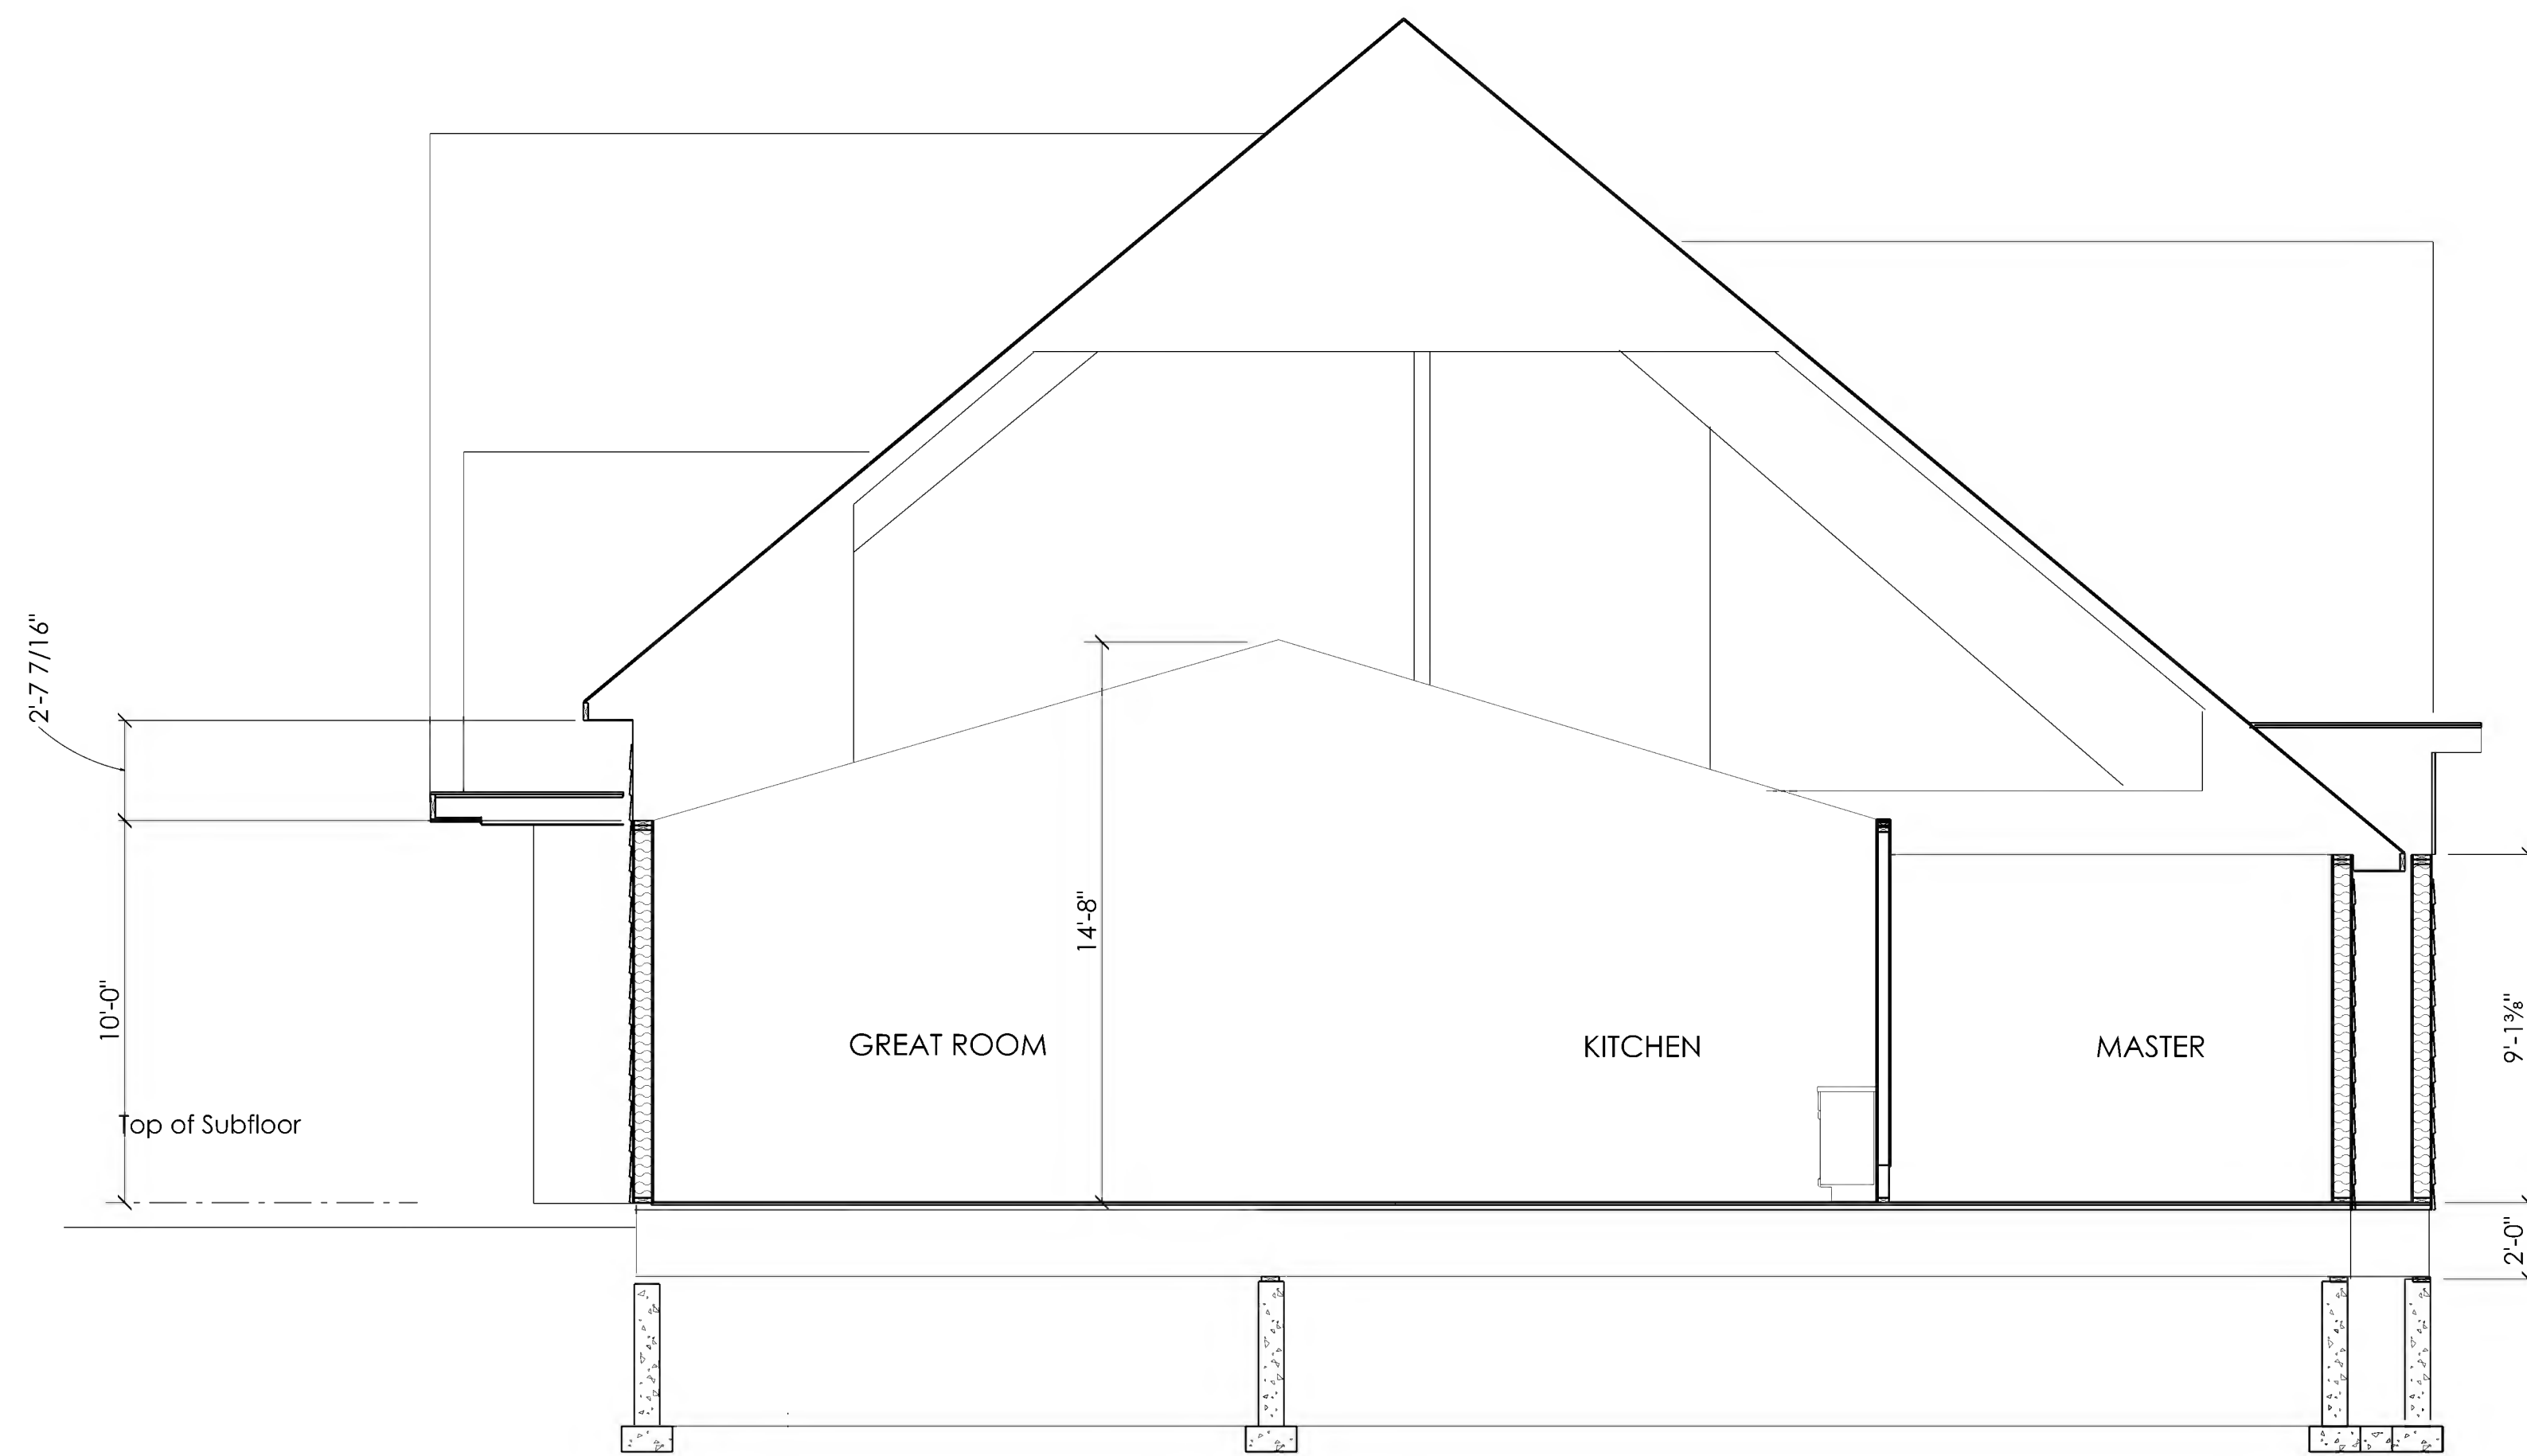 2'-7 7/16"
14'-8"
10'-0"
GREAT ROOM
KITCHEN
MASTER
9'-1⅜"
Top of Subfloor
2'-0"